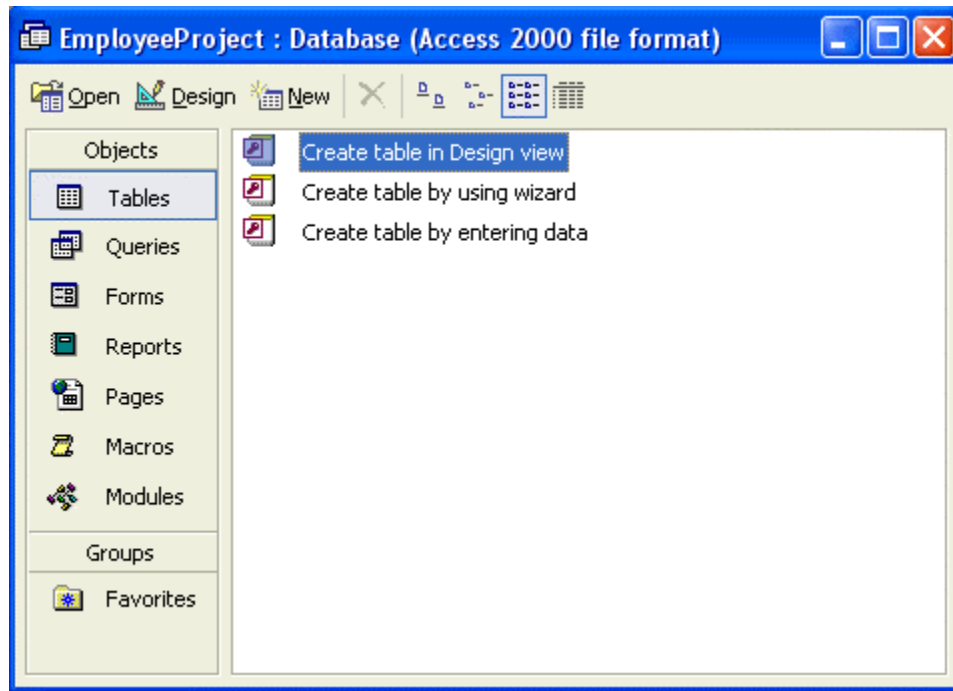 EmployeeProject : Database (Access 2000 file format)
Open Design New
Objects
Tables
Queries
Forms
Reports
Pages
Macros
Modules
Groups
Favorites
Create table in Design view
Create table by using wizard
Create table by entering data